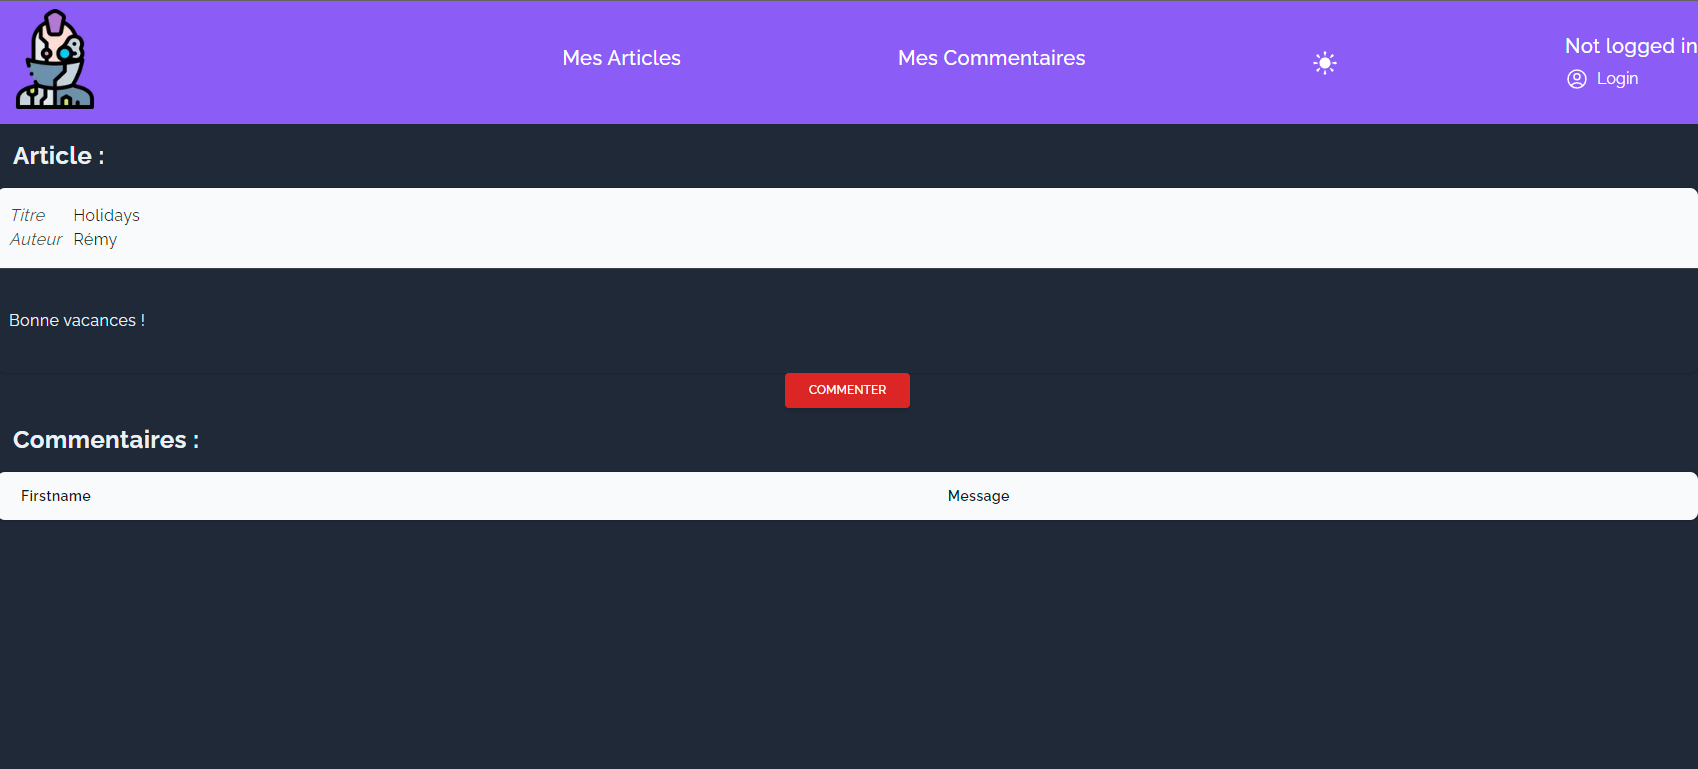 Mes Articles Mes Commentaires Not logged in
Login
Article :
Titre Holidays
Auteur Rémy
Bonne vacances !
COMMENTER
Commentaires :
Firstname Message